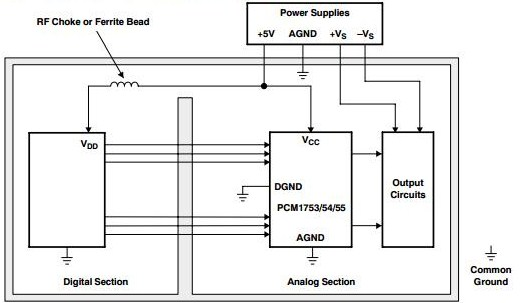 Power Supplies
RF Choke or Ferrite Bead
+5V AGND +VS –VS
VDD
VCC
DGND
PCM1753/54/55
Output
Circuits
AGND
Digital Section
Analog Section
Common
Ground